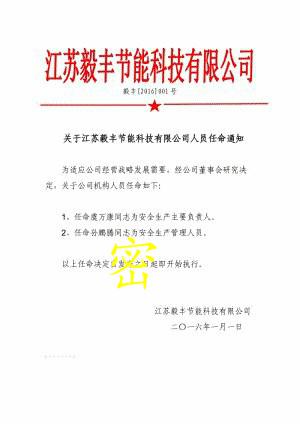 江苏毅丰节能科技有限公司
毅丰[2016]001号
关于江苏毅丰节能科技有限公司人员任命通知
为适应公司经营战略发展需要，经公司董事会研究决
定，关于公司机构人员任命如下：
1、任命虞万康同志为安全生产主要负责人。
2、任命孙鹏腾同志为安全生产管理人员。
密
以上任命决定自发布之日起即开始执行。
江苏毅丰节能科技有限公司
二〇一六年一月一日